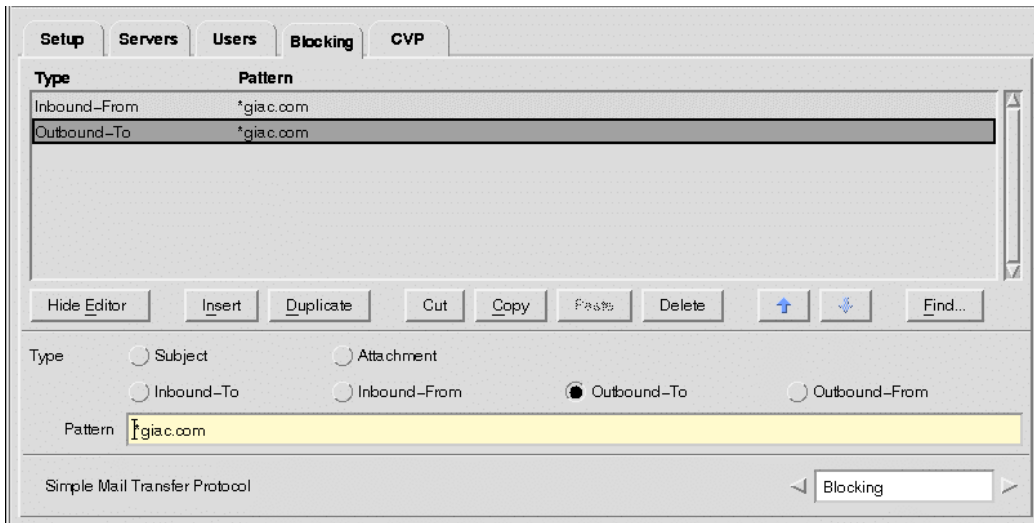 Setup Servers Users Blocking CVP
Type Pattern
Inbound-From *giac.com
Outbound-To *giac.com
Hide Editor Insert Duplicate Cut Copy Paste Delete Find...
Type Subject Attachment
Inbound-To Inbound-From Outbound-To Outbound-From
Pattern *giac.com
Simple Mail Transfer Protocol Blocking